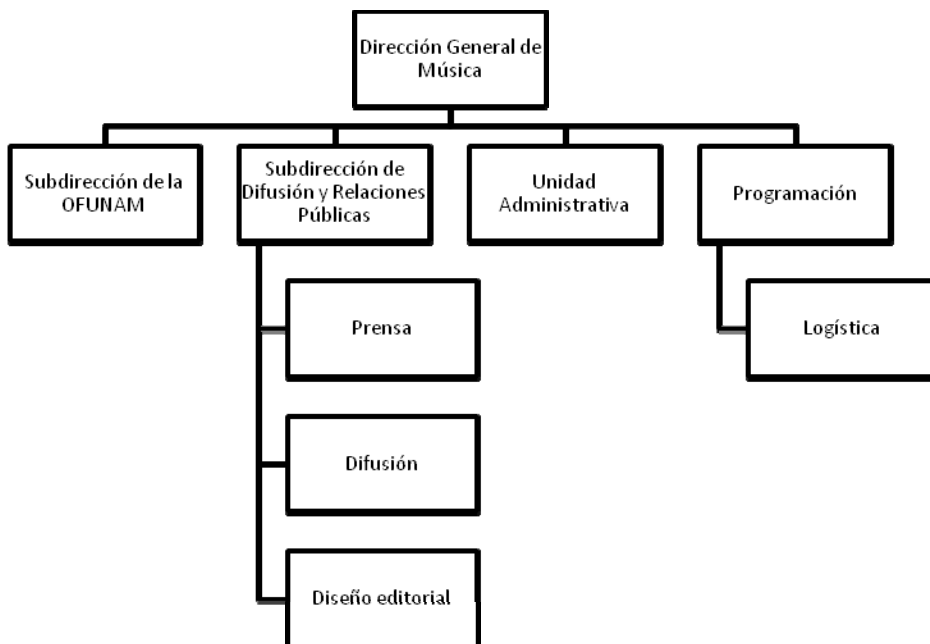 Dirección General de
Música
Subdirección de la
OFUNAM
Subdirección de
Difusión y Relaciones
Públicas
Unidad
Administrativa
Programación
Prensa
Logística
Difusión
Diseño editorial